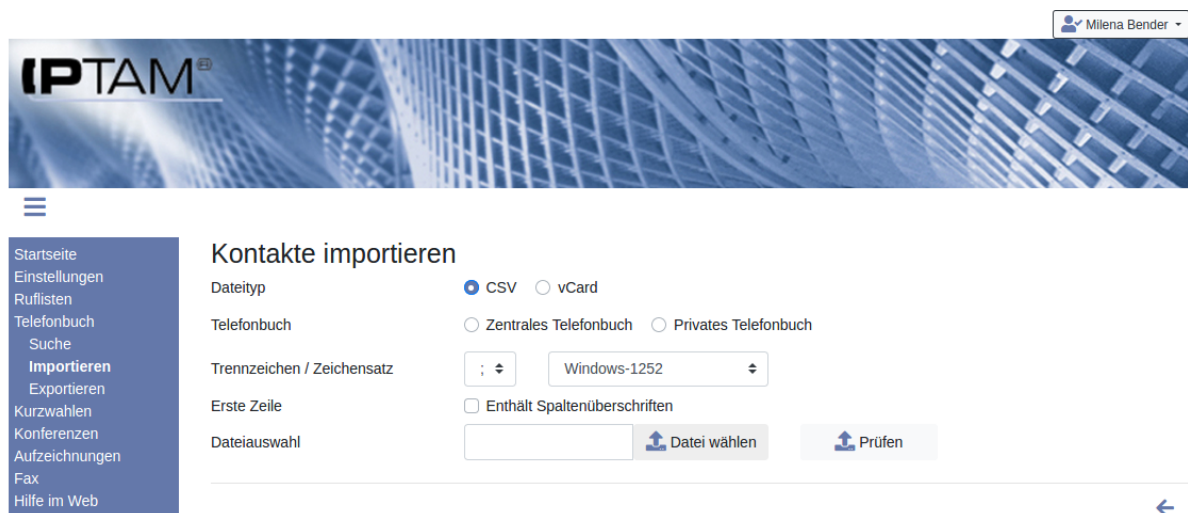 Milena Bender
IPTAM®
Startseite
Einstellungen
Ruflisten
Telefonbuch
Suche
Importieren
Exportieren
Kurzwahlen
Konferenzen
Aufzeichnungen
Fax
Hilfe im Web
Kontakte importieren
Dateityp CSV vCard
Telefonbuch Zentrales Telefonbuch Privates Telefonbuch
Trennzeichen / Zeichensatz ; Windows-1252
Erste Zeile Enthält Spaltenüberschriften
Dateiauswahl Datei wählen Prüfen